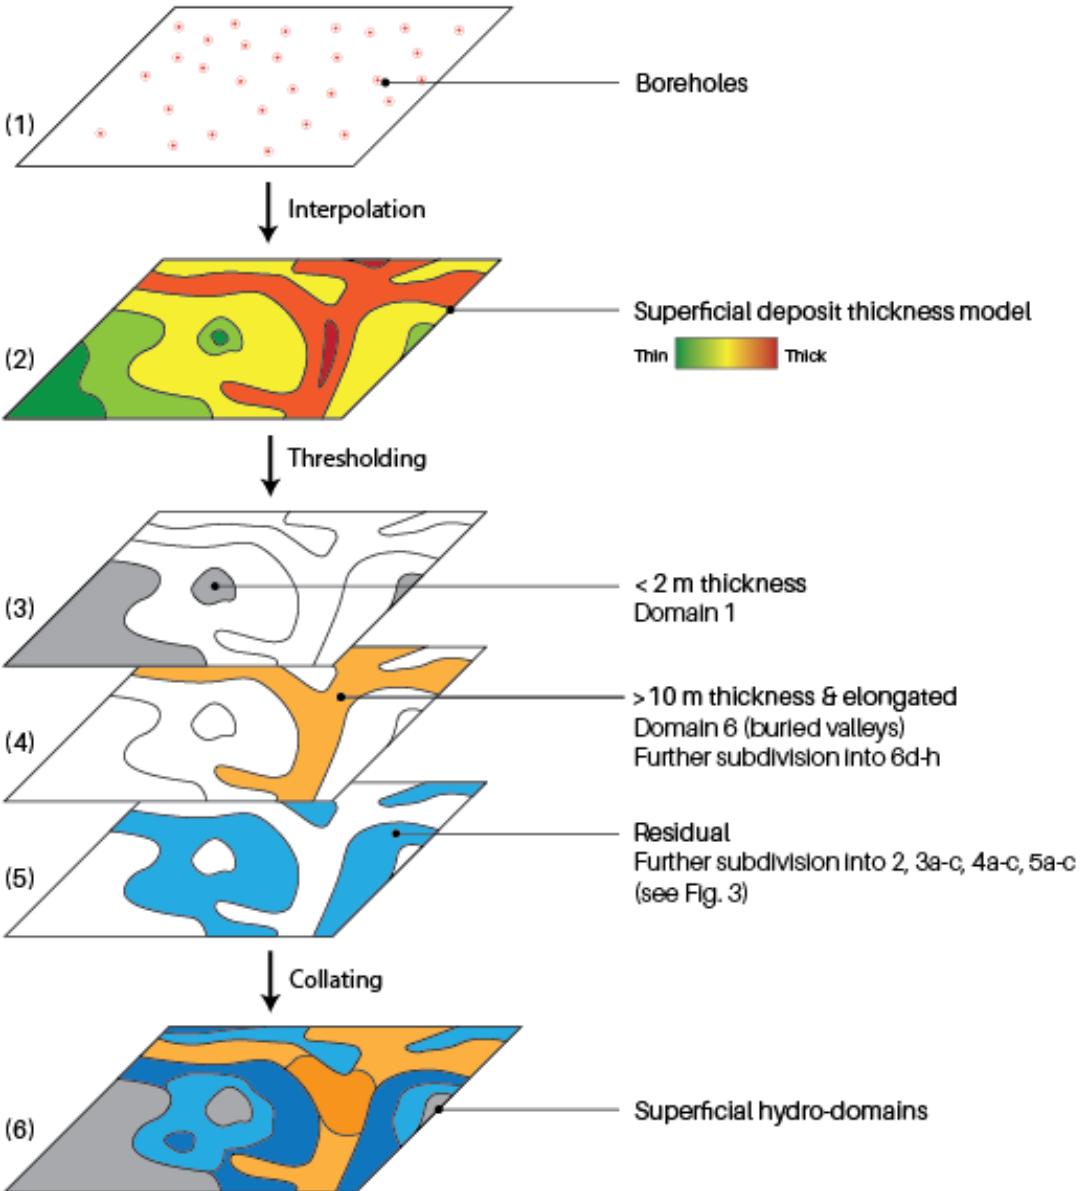 (1)
Boreholes
Interpolation
(2)
Superficial deposit thickness model
Thin
Thick
Thresholding
(3)
< 2 m thickness
Domain 1
(4)
> 10 m thickness & elongated
Domain 6 (buried valleys)
Further subdivision into 6d-h
(5)
Residual
Further subdivision into 2, 3a-c, 4a-c, 5a-c
(see Fig. 3)
Collating
(6)
Superficial hydro-domains